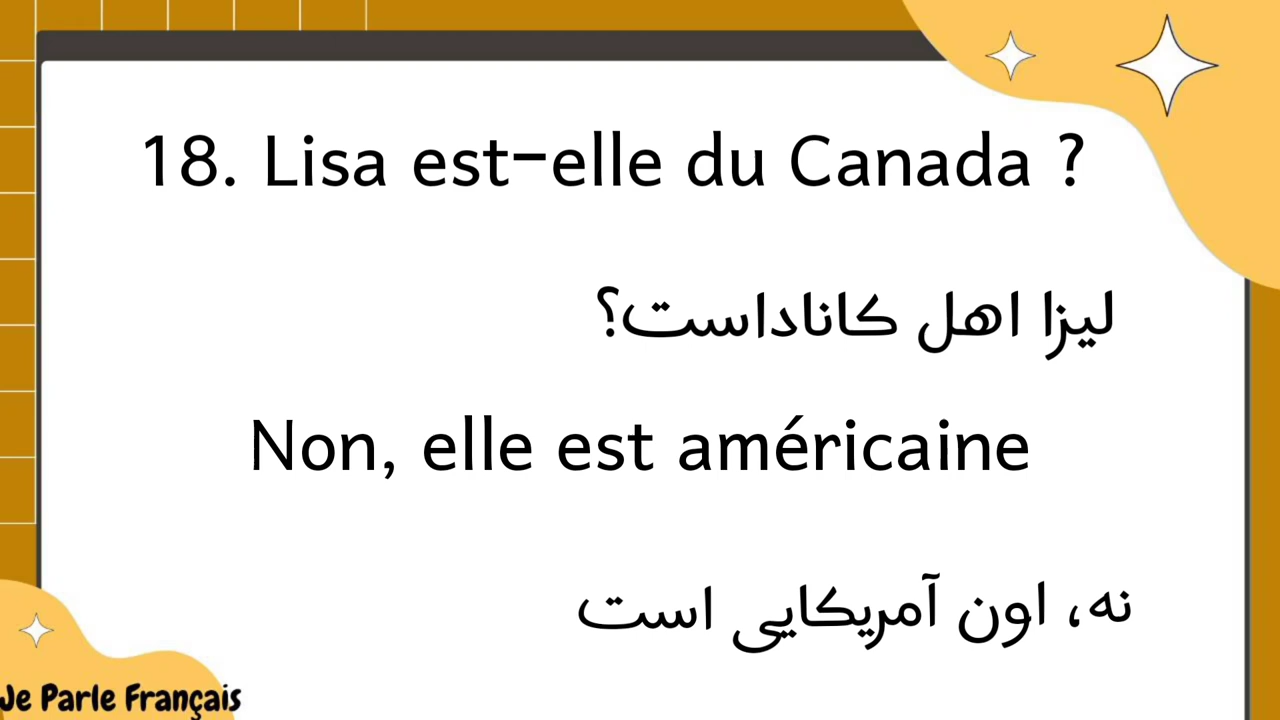 18. Lisa est-elle du Canada ?
لیزا اهل کاناداست؟
Non, elle est américaine
نه، اون آمریکایی است
Je Parle Français